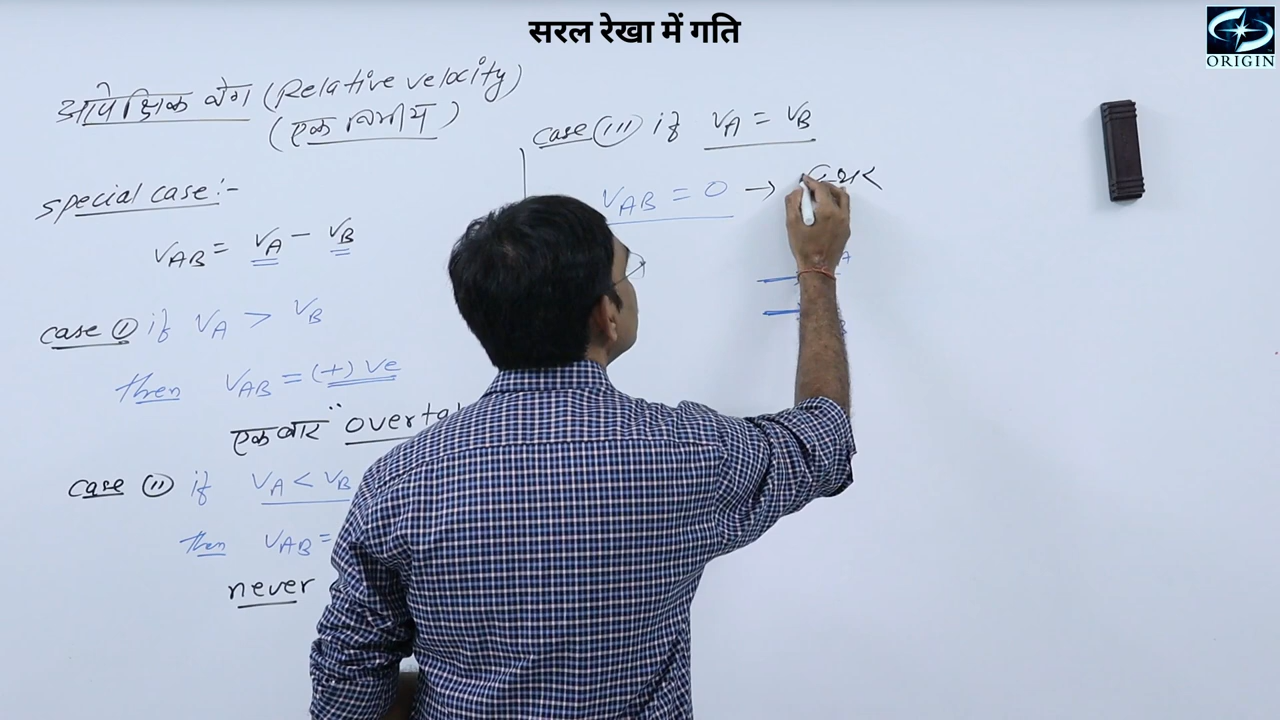 सरल रेखा में गति
ORIGIN
आपेक्षिक वेग (Relative velocity)
(एक विमीय)
special case:-
VAB = VA - VB
case (I) if VA > VB
then VAB = (+) ve
एक बार "overta
case (II) if VA < VB
then VAB =
never
case (III) if VA = VB
VAB = 0 →
A